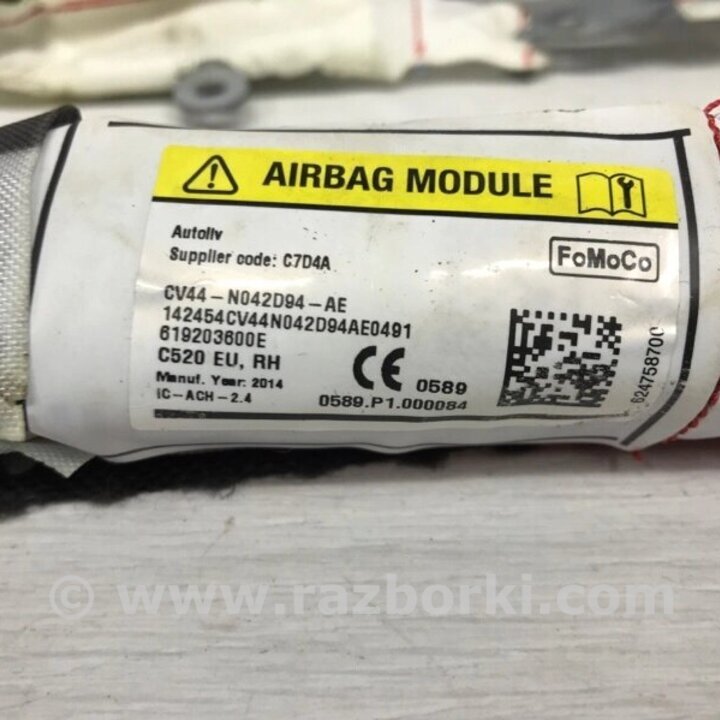 AIRBAG MODULE
Autoliv
Supplier code: C7D4A
FoMoCo
CV44-N042D94-AE
142454CV44N042D94AE0491
619203600E
C520 EU, RH
Manuf. Year: 2014
IC-ACH-2.4
CE 0589
0589.P1.000084
624758700
© www.razborki.com